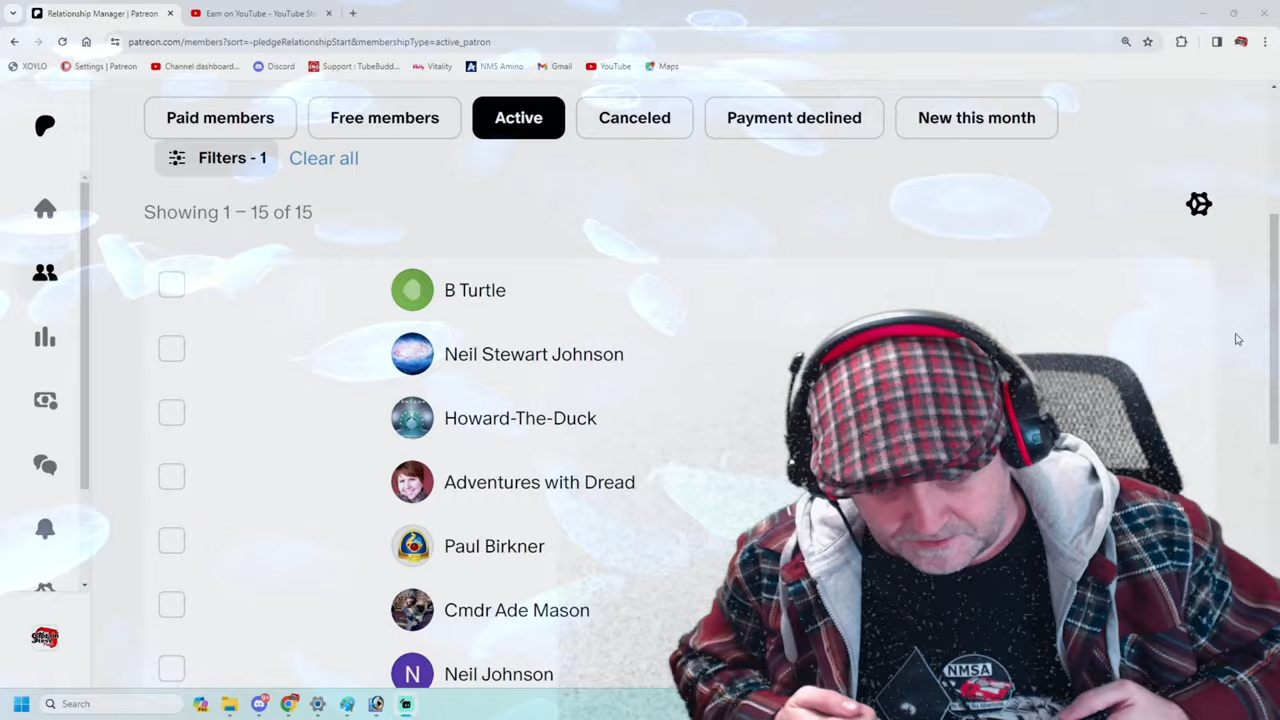 Relationship Manager | Patreon
Earn on YouTube - YouTube St
patreon.com/members?sort=-pledgeRelationshipStart&membershipType=active_patron
XOYLO
Settings | Patreon
Channel dashboard...
Discord
Support : TubeBudd...
Vitality
NMS Amino
Gmail
YouTube
Maps
Paid members
Free members
Active
Canceled
Payment declined
New this month
Filters - 1
Clear all
Showing 1 – 15 of 15
B Turtle
Neil Stewart Johnson
Howard-The-Duck
Adventures with Dread
Paul Birkner
Cmdr Ade Mason
N
Neil Johnson
NMSA
Search